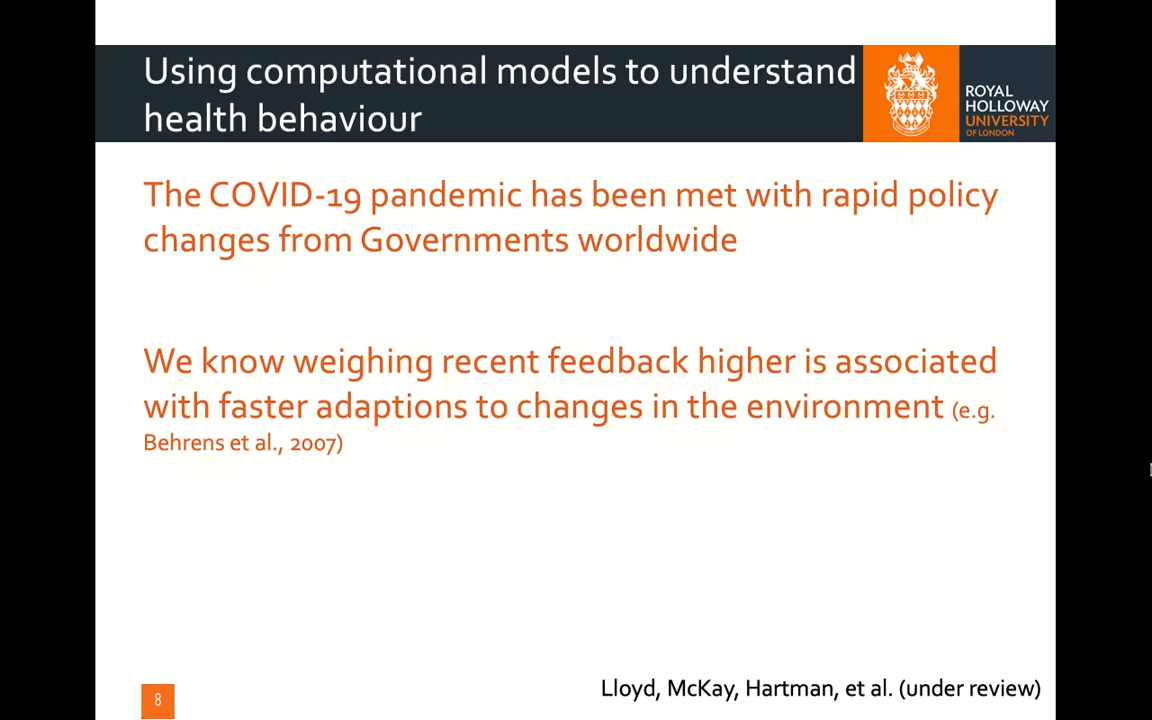 Using computational models to understand
health behaviour
ROYAL
HOLLOWAY
UNIVERSITY
OF LONDON
The COVID-19 pandemic has been met with rapid policy
changes from Governments worldwide
We know weighing recent feedback higher is associated
with faster adaptions to changes in the environment (e.g.
Behrens et al., 2007)
8
Lloyd, McKay, Hartman, et al. (under review)